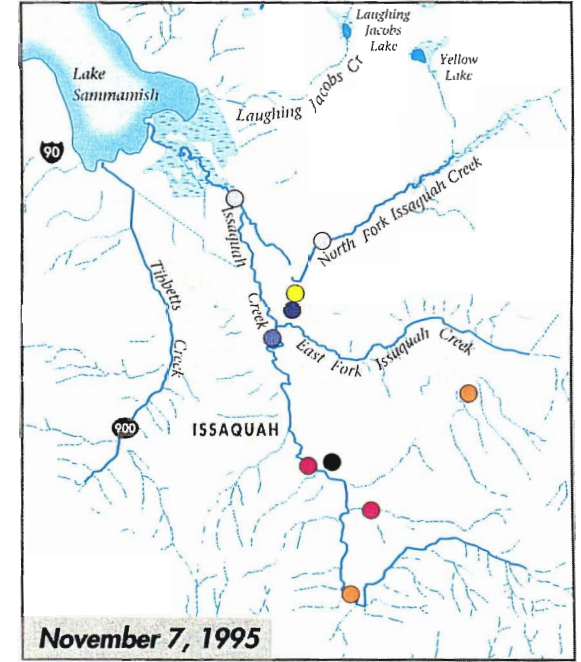 Laughing
Jacobs
Lake
Yellow
Lake
Lake
Sammamish
Laughing Jacobs Cr
90
North Fork Issaquah Creek
Issaquah Creek
Tibbetts Creek
East Fork Issaquah Creek
900
ISSAQUAH
November 7, 1995